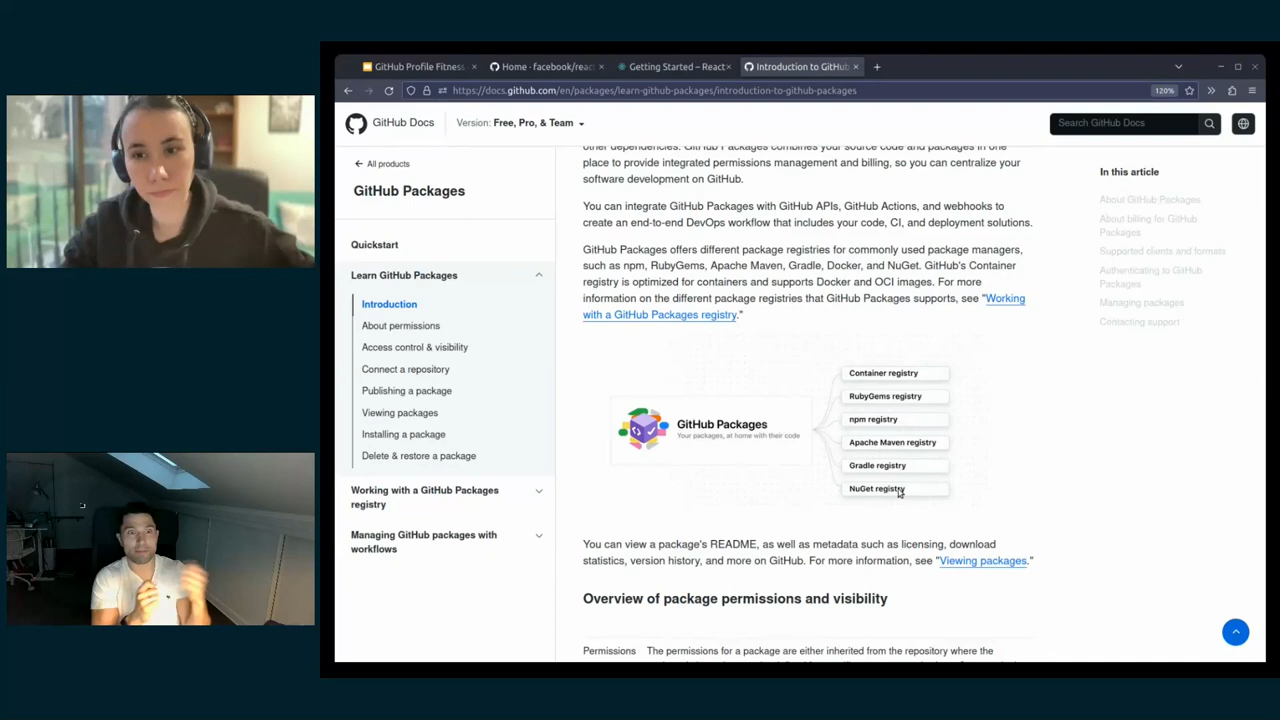 GitHub Profile Fitness
Home · facebook/reac
Getting Started – React
Introduction to GitHub
https://docs.github.com/en/packages/learn-github-packages/introduction-to-github-packages
120%
GitHub Docs
Version: Free, Pro, & Team
Search GitHub Docs
All products
GitHub Packages
Quickstart
Learn GitHub Packages
Introduction
About permissions
Access control & visibility
Connect a repository
Publishing a package
Viewing packages
Installing a package
Delete & restore a package
Working with a GitHub Packages
registry
Managing GitHub packages with
workflows
other dependencies. GitHub Packages combines your source code and packages in one
place to provide integrated permissions management and billing, so you can centralize your
software development on GitHub.
You can integrate GitHub Packages with GitHub APIs, GitHub Actions, and webhooks to
create an end-to-end DevOps workflow that includes your code, CI, and deployment solutions.
GitHub Packages offers different package registries for commonly used package managers,
such as npm, RubyGems, Apache Maven, Gradle, Docker, and NuGet. GitHub's Container
registry is optimized for containers and supports Docker and OCI images. For more
information on the different package registries that GitHub Packages supports, see "Working
with a GitHub Packages registry."
GitHub Packages
Your packages, at home with their code
Container registry
RubyGems registry
npm registry
Apache Maven registry
Gradle registry
NuGet registry
You can view a package's README, as well as metadata such as licensing, download
statistics, version history, and more on GitHub. For more information, see "Viewing packages."
Overview of package permissions and visibility
Permissions The permissions for a package are either inherited from the repository where the
In this article
About GitHub Packages
About billing for GitHub
Packages
Supported clients and formats
Authenticating to GitHub
Packages
Managing packages
Contacting support